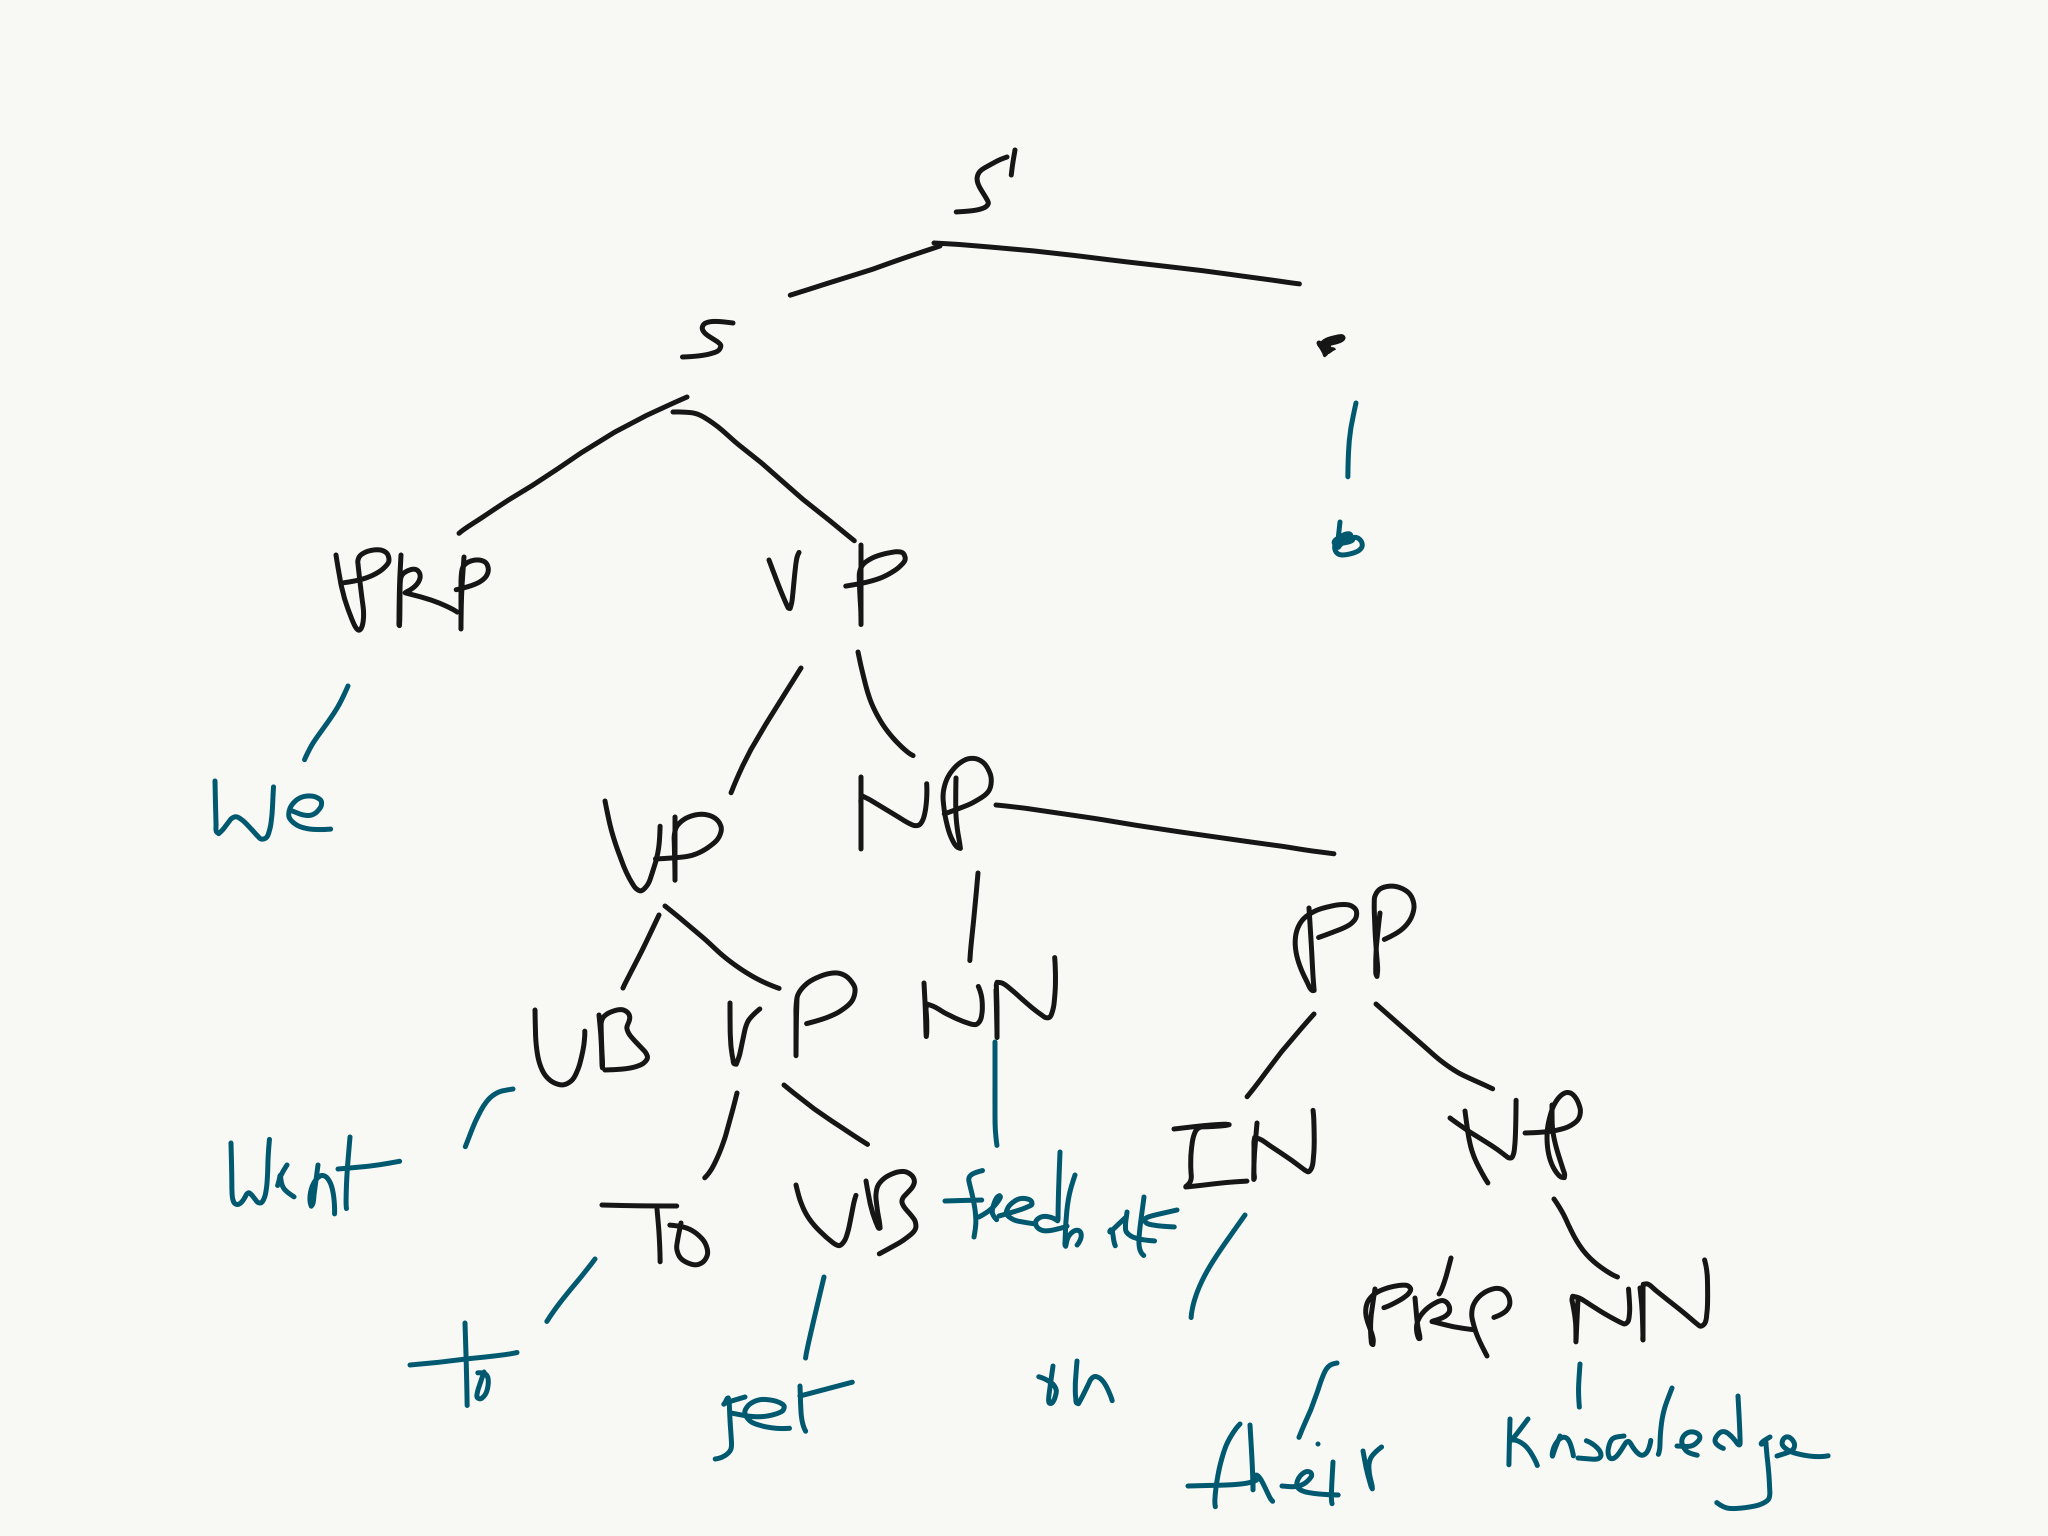 S'
S .
PRP VP
We
VP NP
PP
VB VP NN
Want IN NP
To VB feedback
PRP NN
to get on
their Knowledge